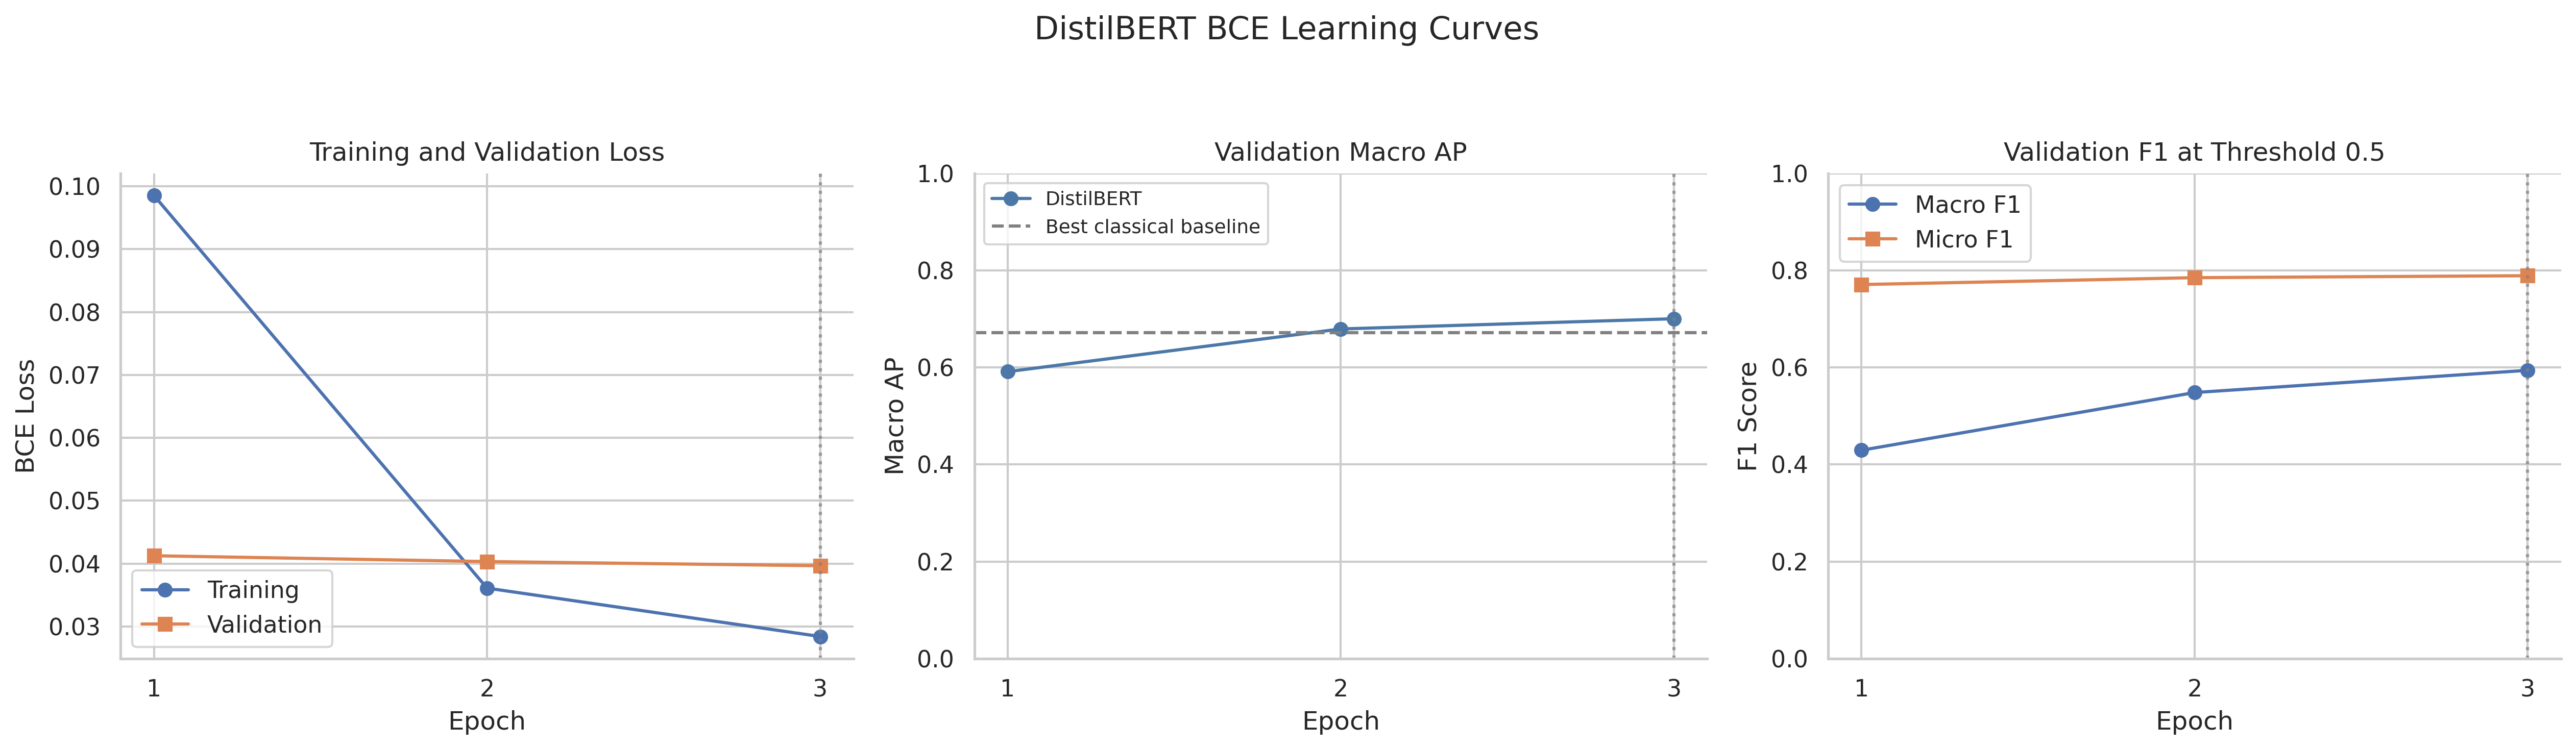 DistilBERT BCE Learning Curves
Training and Validation Loss
BCE Loss
0.10
0.09
0.08
0.07
0.06
0.05
0.04
0.03
Training
Validation
1
2
3
Epoch
Validation Macro AP
Macro AP
1.0
0.8
0.6
0.4
0.2
0.0
DistilBERT
Best classical baseline
1
2
3
Epoch
Validation F1 at Threshold 0.5
F1 Score
1.0
0.8
0.6
0.4
0.2
0.0
Macro F1
Micro F1
1
2
3
Epoch